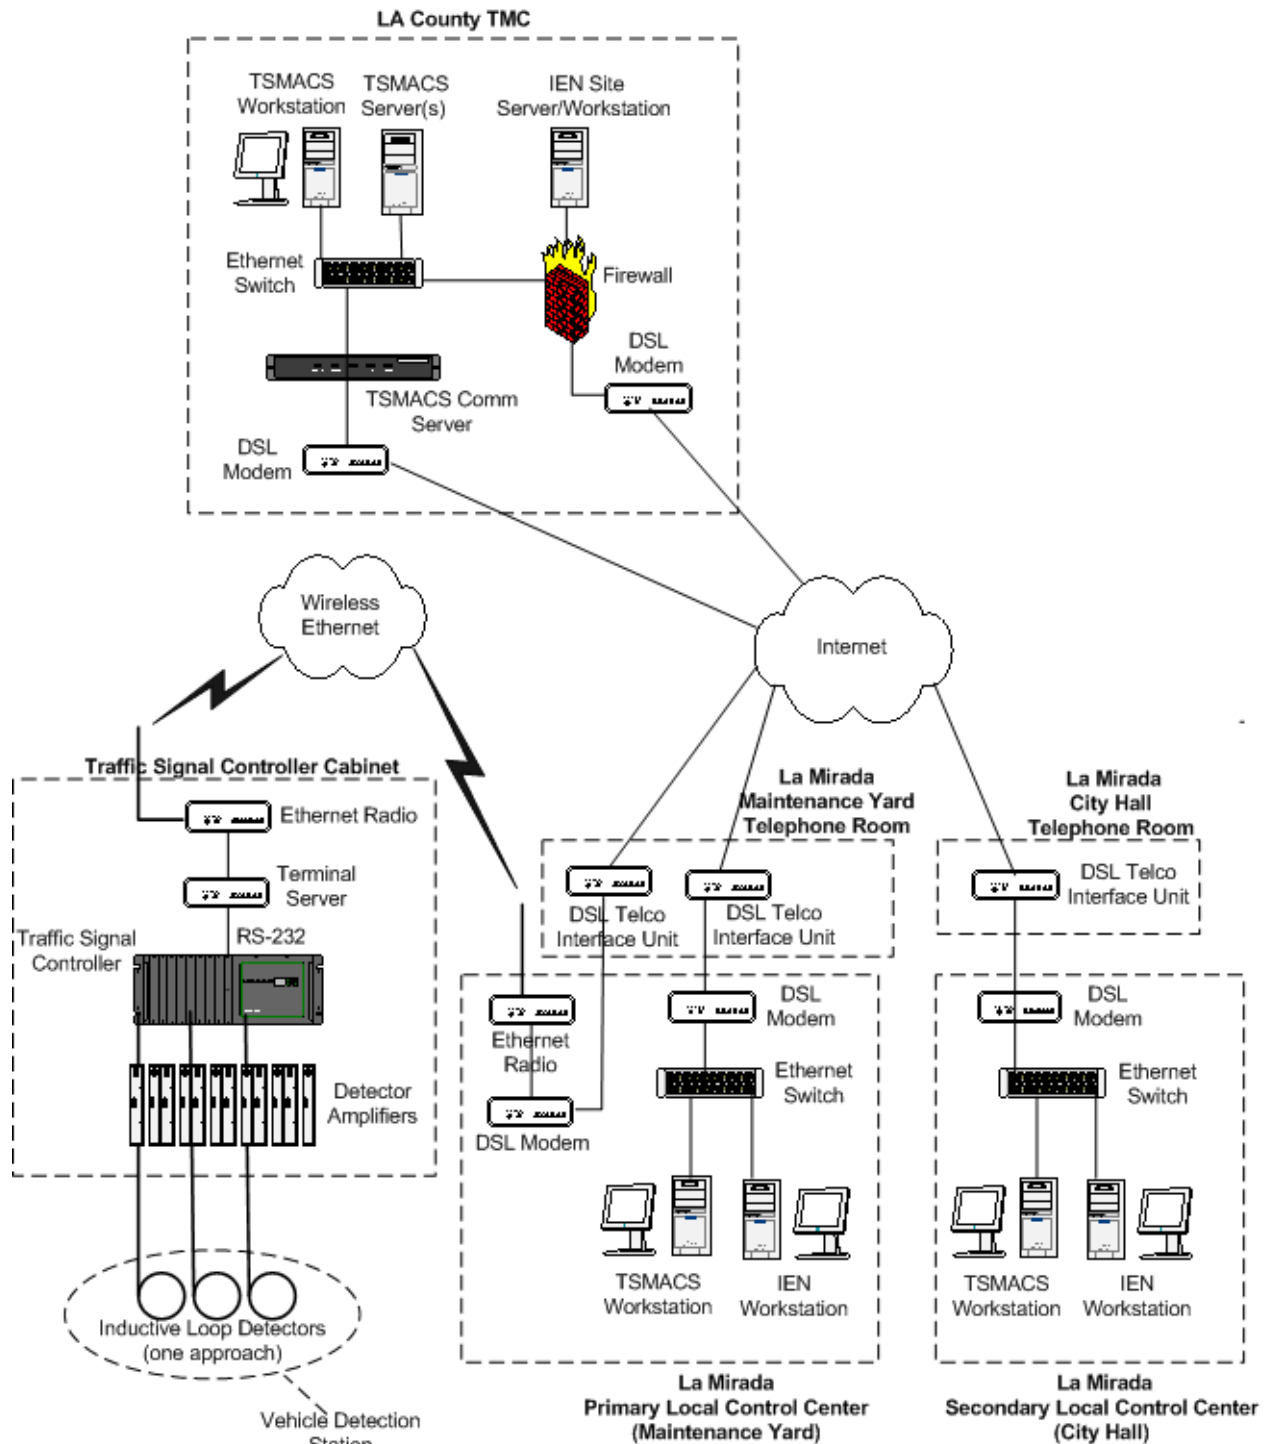 LA County TMC
TSMACS
Workstation
TSMACS
Server(s)
IEN Site
Server/Workstation
Ethernet
Switch
Firewall
DSL
Modem
TSMACS Comm
Server
DSL
Modem
Wireless
Ethernet
Internet
Traffic Signal Controller Cabinet
Ethernet Radio
Terminal
Server
Traffic Signal
Controller
RS-232
Detector
Amplifiers
Inductive Loop Detectors
(one approach)
Vehicle Detection
Station
La Mirada
Maintenance Yard
Telephone Room
DSL Telco
Interface Unit
DSL Telco
Interface Unit
La Mirada
City Hall
Telephone Room
DSL Telco
Interface Unit
Ethernet
Radio
DSL Modem
DSL
Modem
Ethernet
Switch
TSMACS
Workstation
IEN
Workstation
La Mirada
Primary Local Control Center
(Maintenance Yard)
DSL
Modem
Ethernet
Switch
TSMACS
Workstation
IEN
Workstation
La Mirada
Secondary Local Control Center
(City Hall)